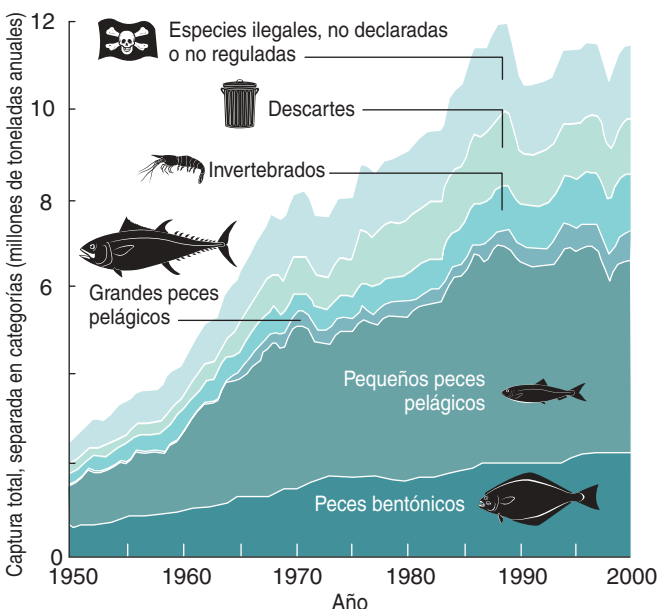 Captura total, separada en categorías (millones de toneladas anuales)
12
10
8
6
0
Especies ilegales, no declaradas
o no reguladas
Descartes
Invertebrados
Grandes peces
pelágicos
Pequeños peces
pelágicos
Peces bentónicos
1950
1960
1970
1980
1990
2000
Año